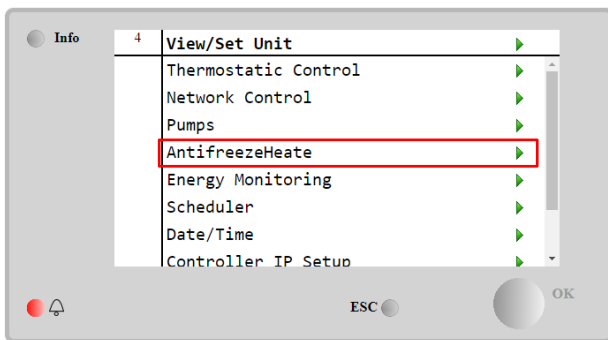 Info
4 View/Set Unit
Thermostatic Control
Network Control
Pumps
AntifreezeHeate
Energy Monitoring
Scheduler
Date/Time
Controller IP Setup
ESC
OK